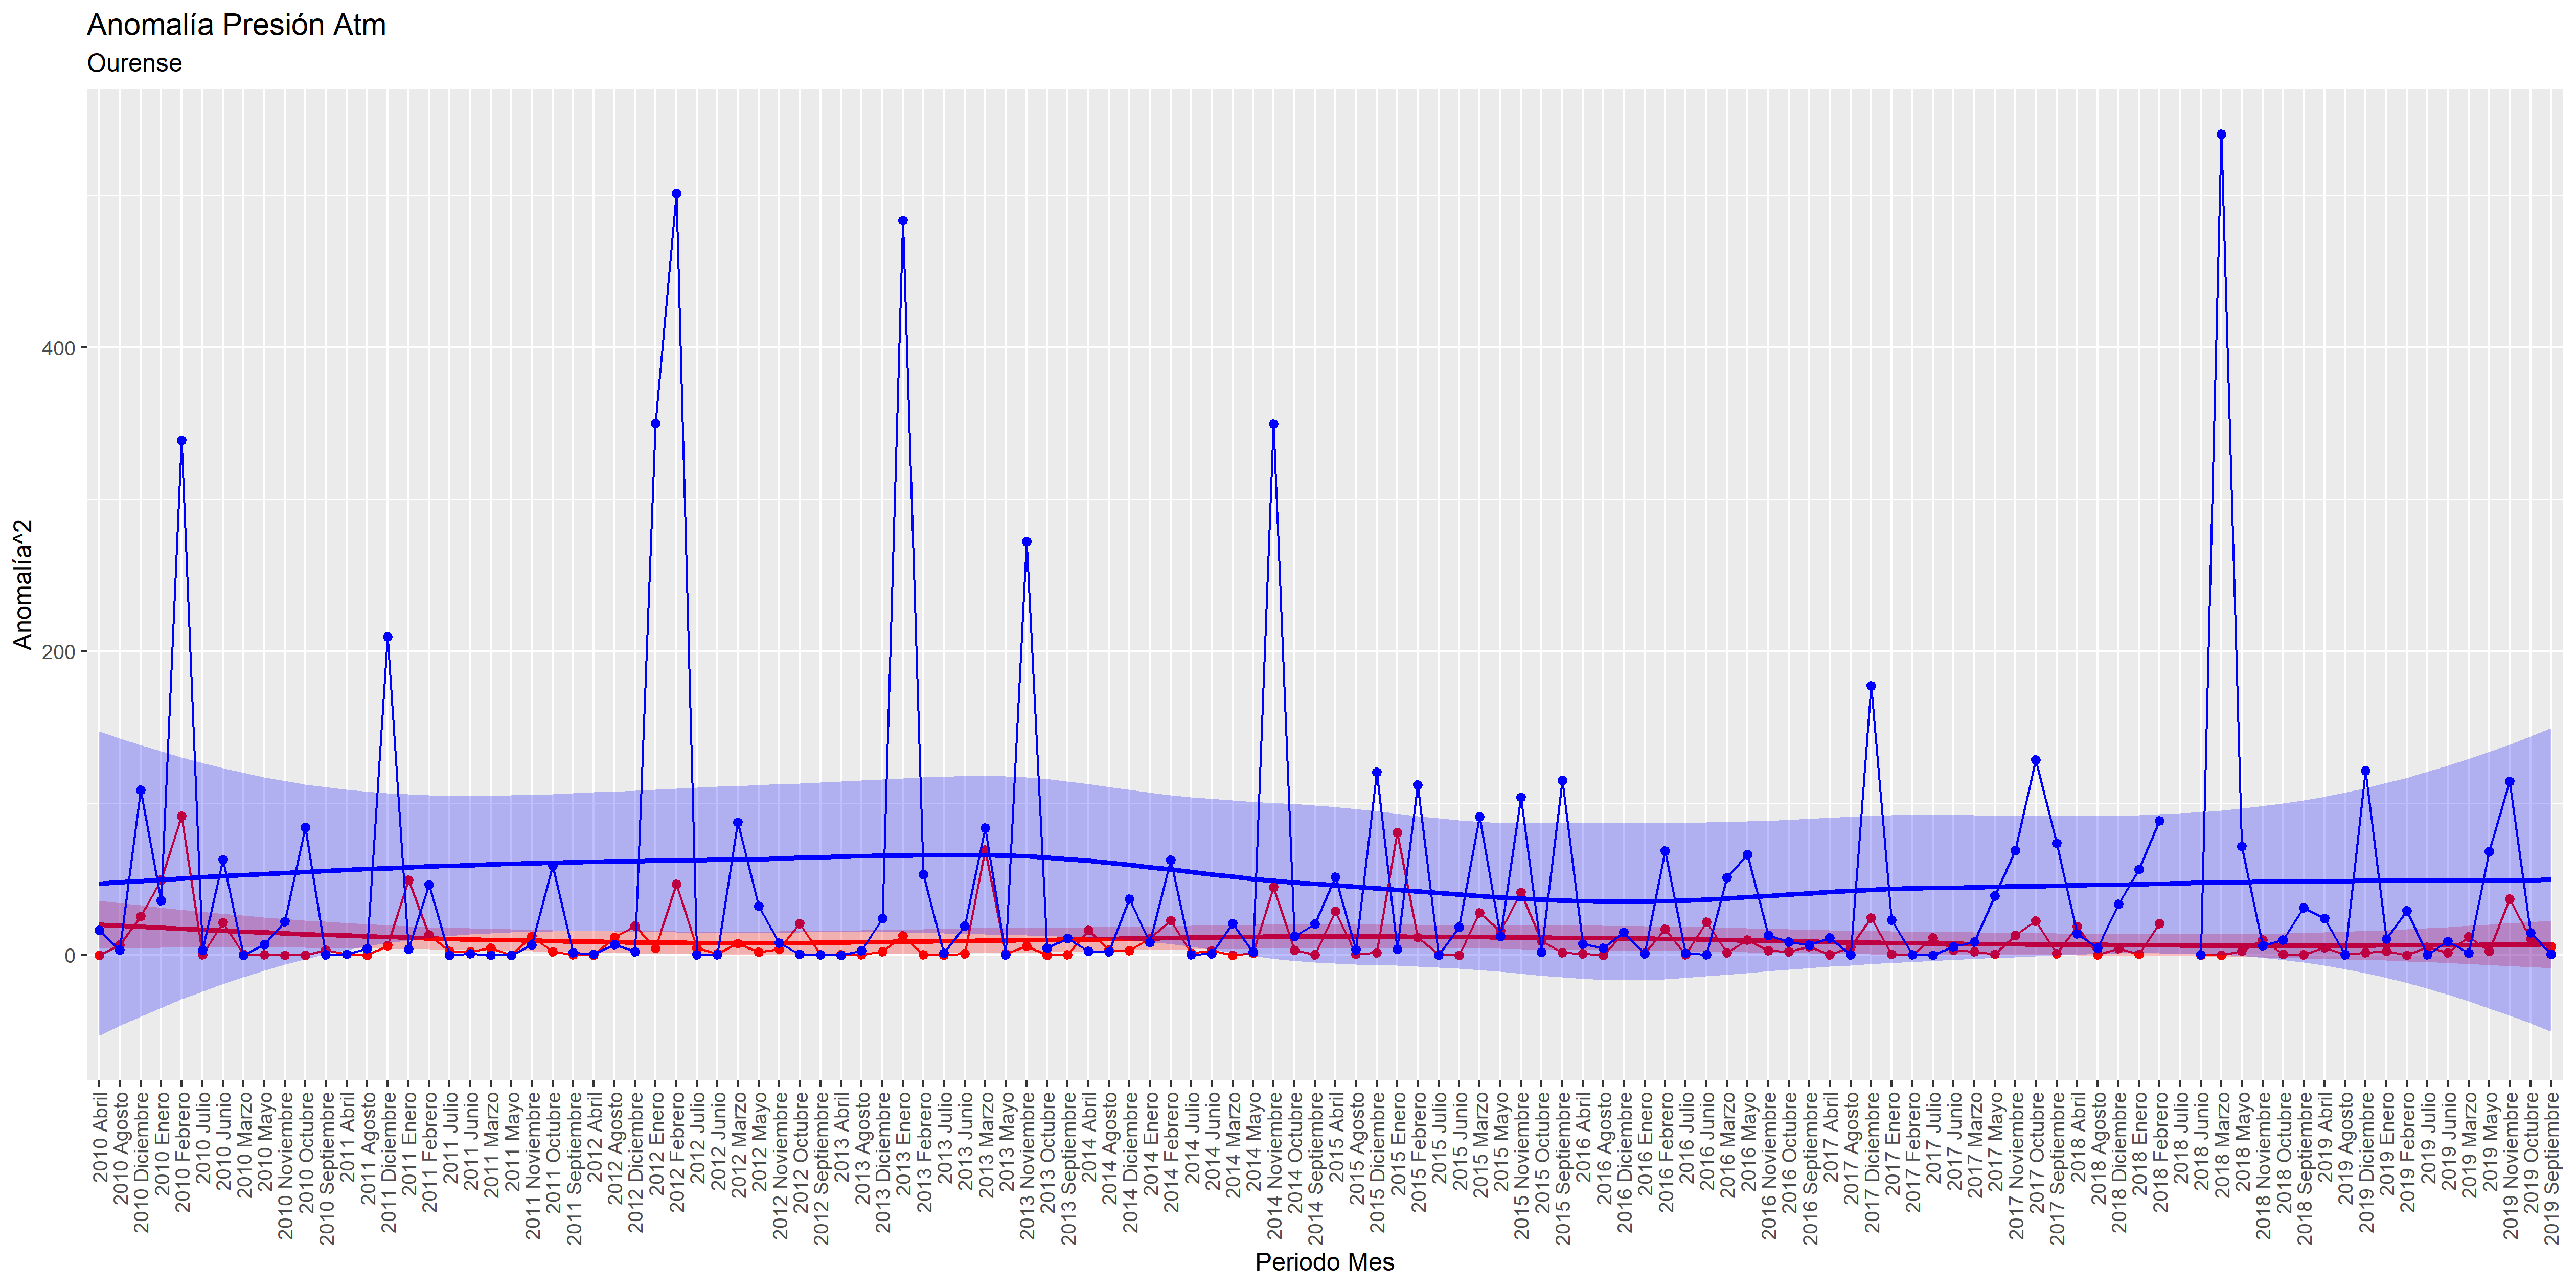 Anomalía Presión Atm
Ourense
Anomalía^2
400
200
0
2010 Abril
2010 Agosto
2010 Diciembre
2010 Enero
2010 Febrero
2010 Julio
2010 Junio
2010 Marzo
2010 Mayo
2010 Noviembre
2010 Octubre
2010 Septiembre
2011 Abril
2011 Agosto
2011 Diciembre
2011 Enero
2011 Febrero
2011 Julio
2011 Junio
2011 Marzo
2011 Mayo
2011 Noviembre
2011 Octubre
2011 Septiembre
2012 Abril
2012 Agosto
2012 Diciembre
2012 Enero
2012 Febrero
2012 Julio
2012 Junio
2012 Marzo
2012 Mayo
2012 Noviembre
2012 Octubre
2012 Septiembre
2013 Abril
2013 Agosto
2013 Diciembre
2013 Enero
2013 Febrero
2013 Julio
2013 Junio
2013 Marzo
2013 Mayo
2013 Noviembre
2013 Octubre
2013 Septiembre
2014 Abril
2014 Agosto
2014 Diciembre
2014 Enero
2014 Febrero
2014 Julio
2014 Junio
2014 Marzo
2014 Mayo
2014 Noviembre
2014 Octubre
2014 Septiembre
2015 Abril
2015 Agosto
2015 Diciembre
2015 Enero
2015 Febrero
2015 Julio
2015 Junio
2015 Marzo
2015 Mayo
2015 Noviembre
2015 Octubre
2015 Septiembre
2016 Abril
2016 Agosto
2016 Diciembre
2016 Enero
2016 Febrero
2016 Julio
2016 Junio
2016 Marzo
2016 Mayo
2016 Noviembre
2016 Octubre
2016 Septiembre
2017 Abril
2017 Agosto
2017 Diciembre
2017 Enero
2017 Febrero
2017 Julio
2017 Junio
2017 Marzo
2017 Mayo
2017 Noviembre
2017 Octubre
2017 Septiembre
2018 Abril
2018 Agosto
2018 Diciembre
2018 Enero
2018 Febrero
2018 Julio
2018 Junio
2018 Marzo
2018 Mayo
2018 Noviembre
2018 Octubre
2018 Septiembre
2019 Abril
2019 Agosto
2019 Diciembre
2019 Enero
2019 Febrero
2019 Julio
2019 Junio
2019 Marzo
2019 Mayo
2019 Noviembre
2019 Octubre
2019 Septiembre
Periodo Mes